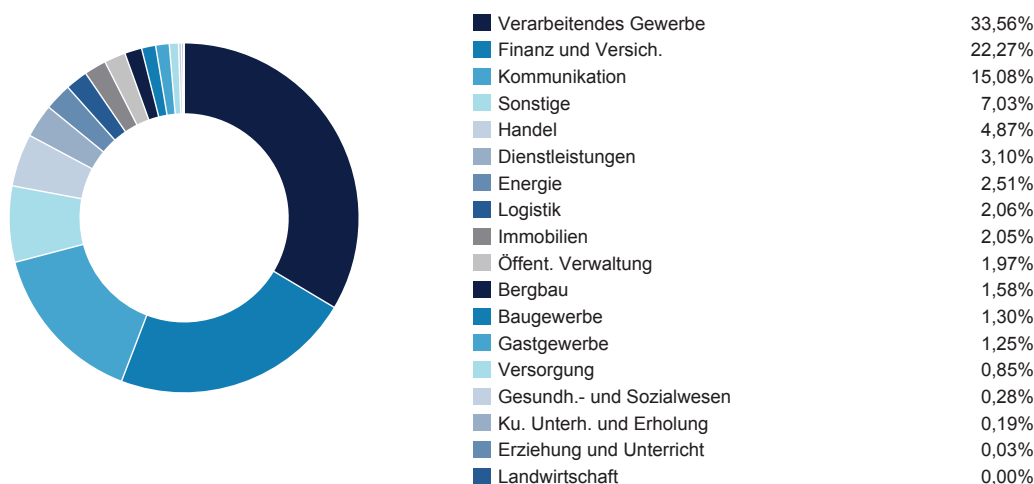 Verarbeitendes Gewerbe 33,56%
Finanz und Versich. 22,27%
Kommunikation 15,08%
Sonstige 7,03%
Handel 4,87%
Dienstleistungen 3,10%
Energie 2,51%
Logistik 2,06%
Immobilien 2,05%
Öffent. Verwaltung 1,97%
Bergbau 1,58%
Baugewerbe 1,30%
Gastgewerbe 1,25%
Versorgung 0,85%
Gesundh.- und Sozialwesen 0,28%
Ku. Unterh. und Erholung 0,19%
Erziehung und Unterricht 0,03%
Landwirtschaft 0,00%